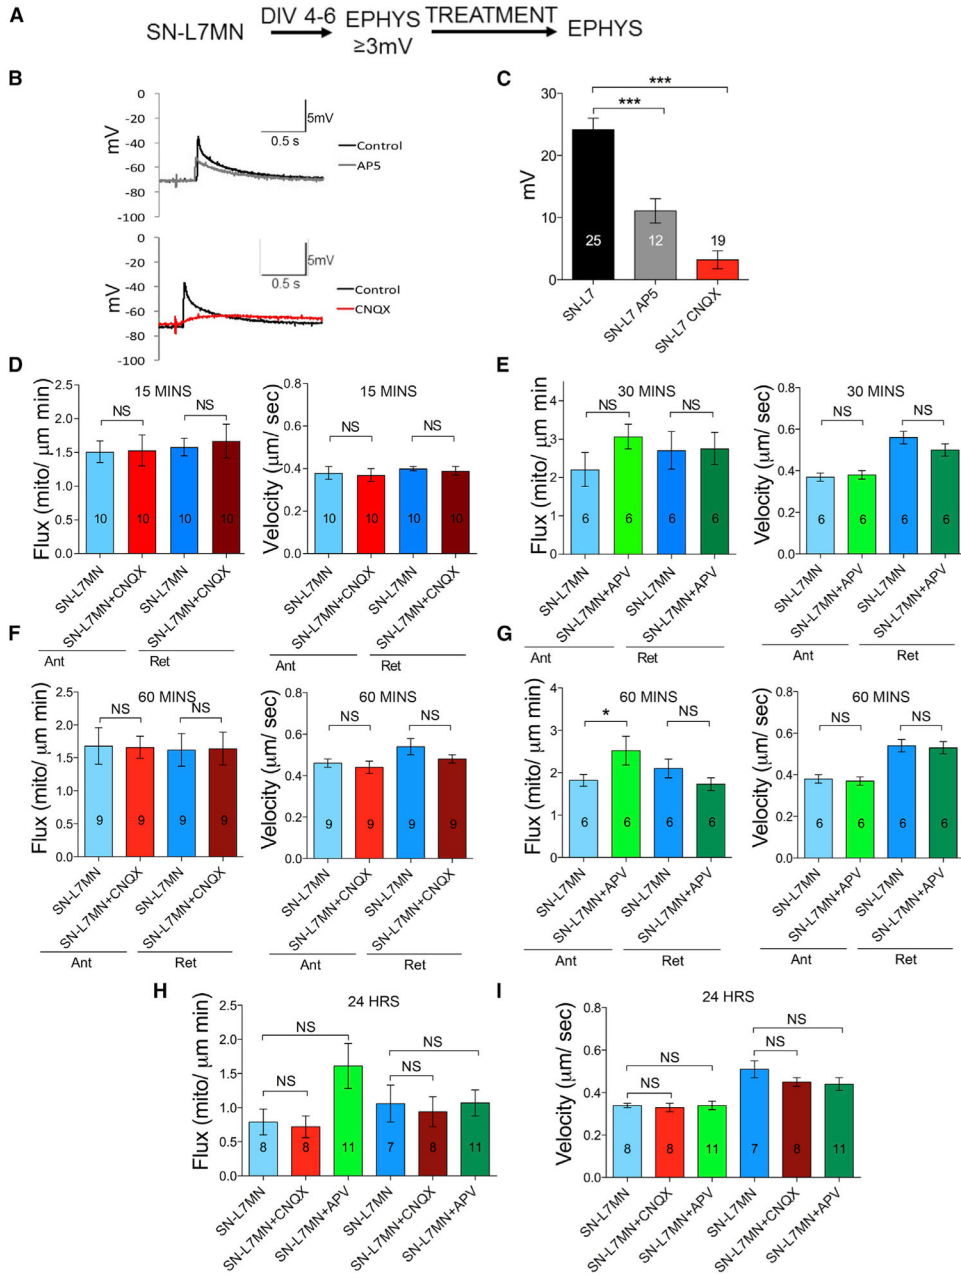 A
SN-L7MN
DIV 4-6
EPHYS
≥3mV
TREATMENT
EPHYS
B
0
-20
-40
-60
-80
-100
mV
5mV
0.5 s
Control
AP5
0
-20
-40
-60
-80
-100
mV
5mV
0.5 s
Control
CNQX
C
***
***
30
20
10
0
mV
25
12
19
SN-L7
SN-L7 AP5
SN-L7 CNQX
D
15 MINS
NS
NS
2.5
2.0
1.5
1.0
0.5
0.0
Flux (mito/ μm min)
10
10
10
10
SN-L7MN
SN-L7MN+CNQX
SN-L7MN
SN-L7MN+CNQX
Ant
Ret
15 MINS
NS
NS
0.8
0.6
0.4
0.2
0.0
Velocity (μm/ sec)
10
10
10
10
SN-L7MN
SN-L7MN+CNQX
SN-L7MN
SN-L7MN+CNQX
Ant
Ret
E
30 MINS
NS
NS
4
3
2
1
0
Flux (mito/ μm min
6
6
6
6
SN-L7MN
SN-L7MN+APV
SN-L7MN
SN-L7MN+APV
Ant
Ret
30 MINS
NS
NS
0.8
0.6
0.4
0.2
0.0
Velocity (μm/ sec)
6
6
6
6
SN-L7MN
SN-L7MN+APV
SN-L7MN
SN-L7MN+APV
Ant
Ret
F
60 MINS
NS
NS
2.5
2.0
1.5
1.0
0.5
0.0
Flux (mito/ μm min)
9
9
9
9
SN-L7MN
SN-L7MN+CNQX
SN-L7MN
SN-L7MN+CNQX
Ant
Ret
60 MINS
NS
NS
0.8
0.6
0.4
0.2
0.0
Velocity (μm/ sec)
9
9
9
9
SN-L7MN
SN-L7MN+CNQX
SN-L7MN
SN-L7MN+CNQX
Ant
Ret
G
60 MINS
*
NS
4
3
2
1
0
Flux (mito/ μm min)
6
6
6
6
SN-L7MN
SN-L7MN+APV
SN-L7MN
SN-L7MN+APV
Ant
Ret
60 MINS
NS
NS
0.8
0.6
0.4
0.2
0.0
Velocity (μm/ sec)
6
6
6
6
SN-L7MN
SN-L7MN+APV
SN-L7MN
SN-L7MN+APV
Ant
Ret
H
24 HRS
NS
NS
NS
NS
2.5
2.0
1.5
1.0
0.5
0.0
Flux (mito/ μm min)
8
8
11
7
8
11
SN-L7MN
SN-L7MN+CNQX
SN-L7MN+APV
SN-L7MN
SN-L7MN+CNQX
SN-L7MN+APV
I
24 HRS
NS
NS
NS
NS
0.8
0.6
0.4
0.2
0.0
Velocity (μm/ sec)
8
8
11
7
8
11
SN-L7MN
SN-L7MN+CNQX
SN-L7MN+APV
SN-L7MN
SN-L7MN+CNQX
SN-L7MN+APV